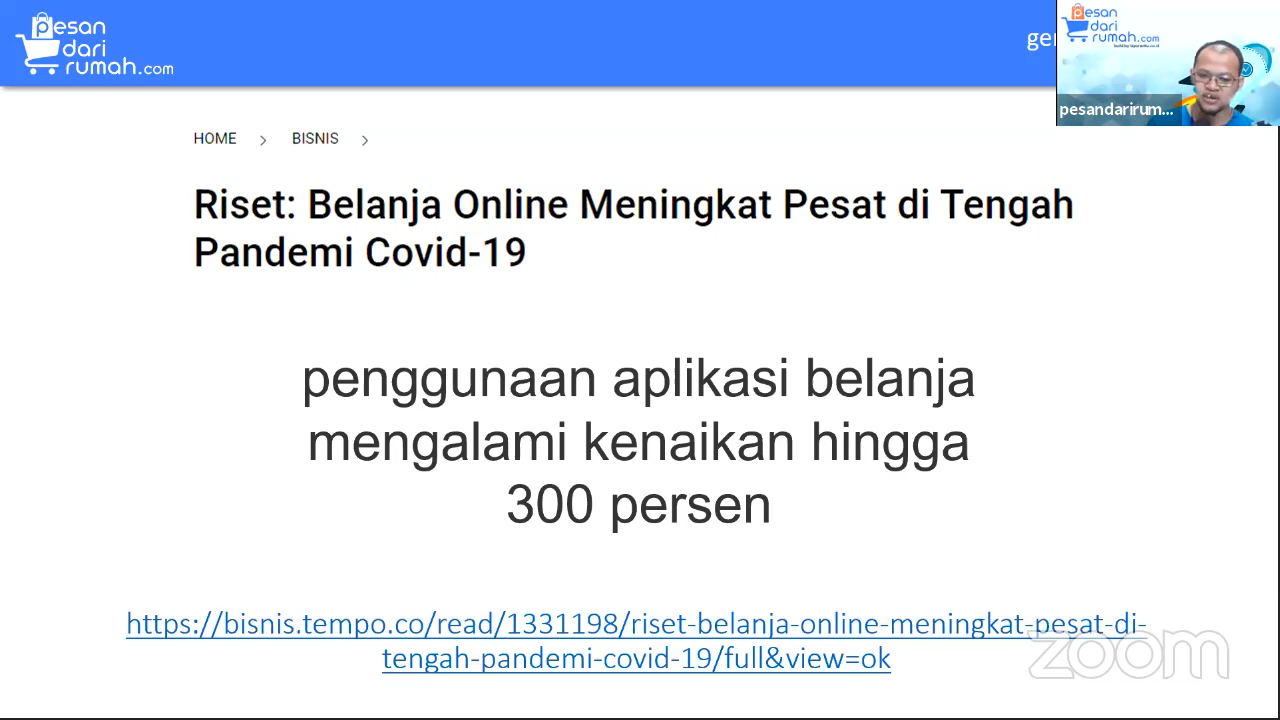 pesan
dari
rumah.com
ger
pesan
dari
rumah.com
pesandarirum...
HOME > BISNIS >
Riset: Belanja Online Meningkat Pesat di Tengah
Pandemi Covid-19
penggunaan aplikasi belanja
mengalami kenaikan hingga
300 persen
https://bisnis.tempo.co/read/1331198/riset-belanja-online-meningkat-pesat-di-
tengah-pandemi-covid-19/full&view=ok
zoom